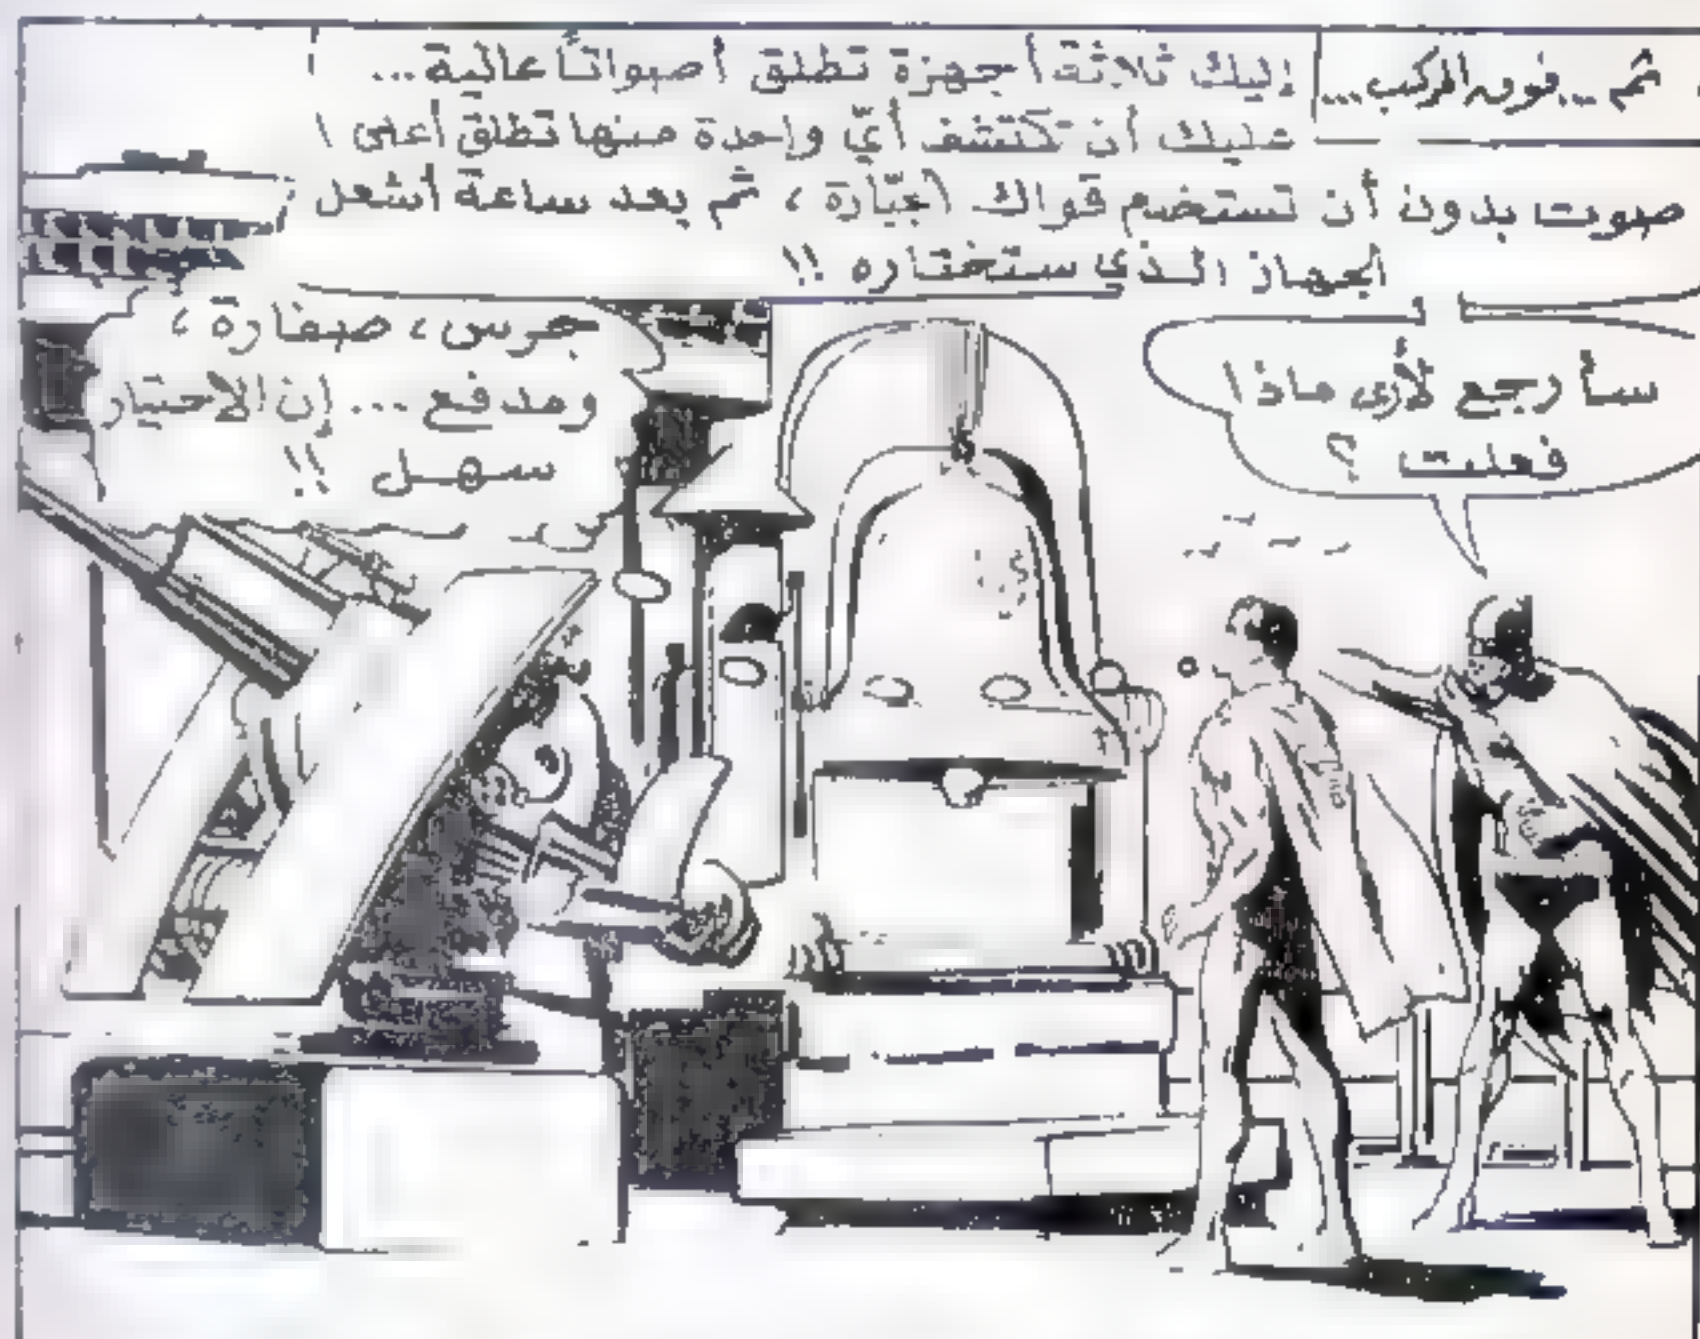 ثم ... فوق المركب ...
إليك ثلاثة أجهزة تطلق أصواتاً عالية ...
عليك أن تكتشف أيّ واحدة منها تطلق أعلى
صوت بدون أن تستخدم قواك الجبّارة ، ثم بعد ساعة أشعل
الجهاز الذي ستختاره !!
سأرجع لأرى ماذا
فعلت ؟
جرس ، صفارة ،
ومدفع ... إن الاختيار
سهل !!